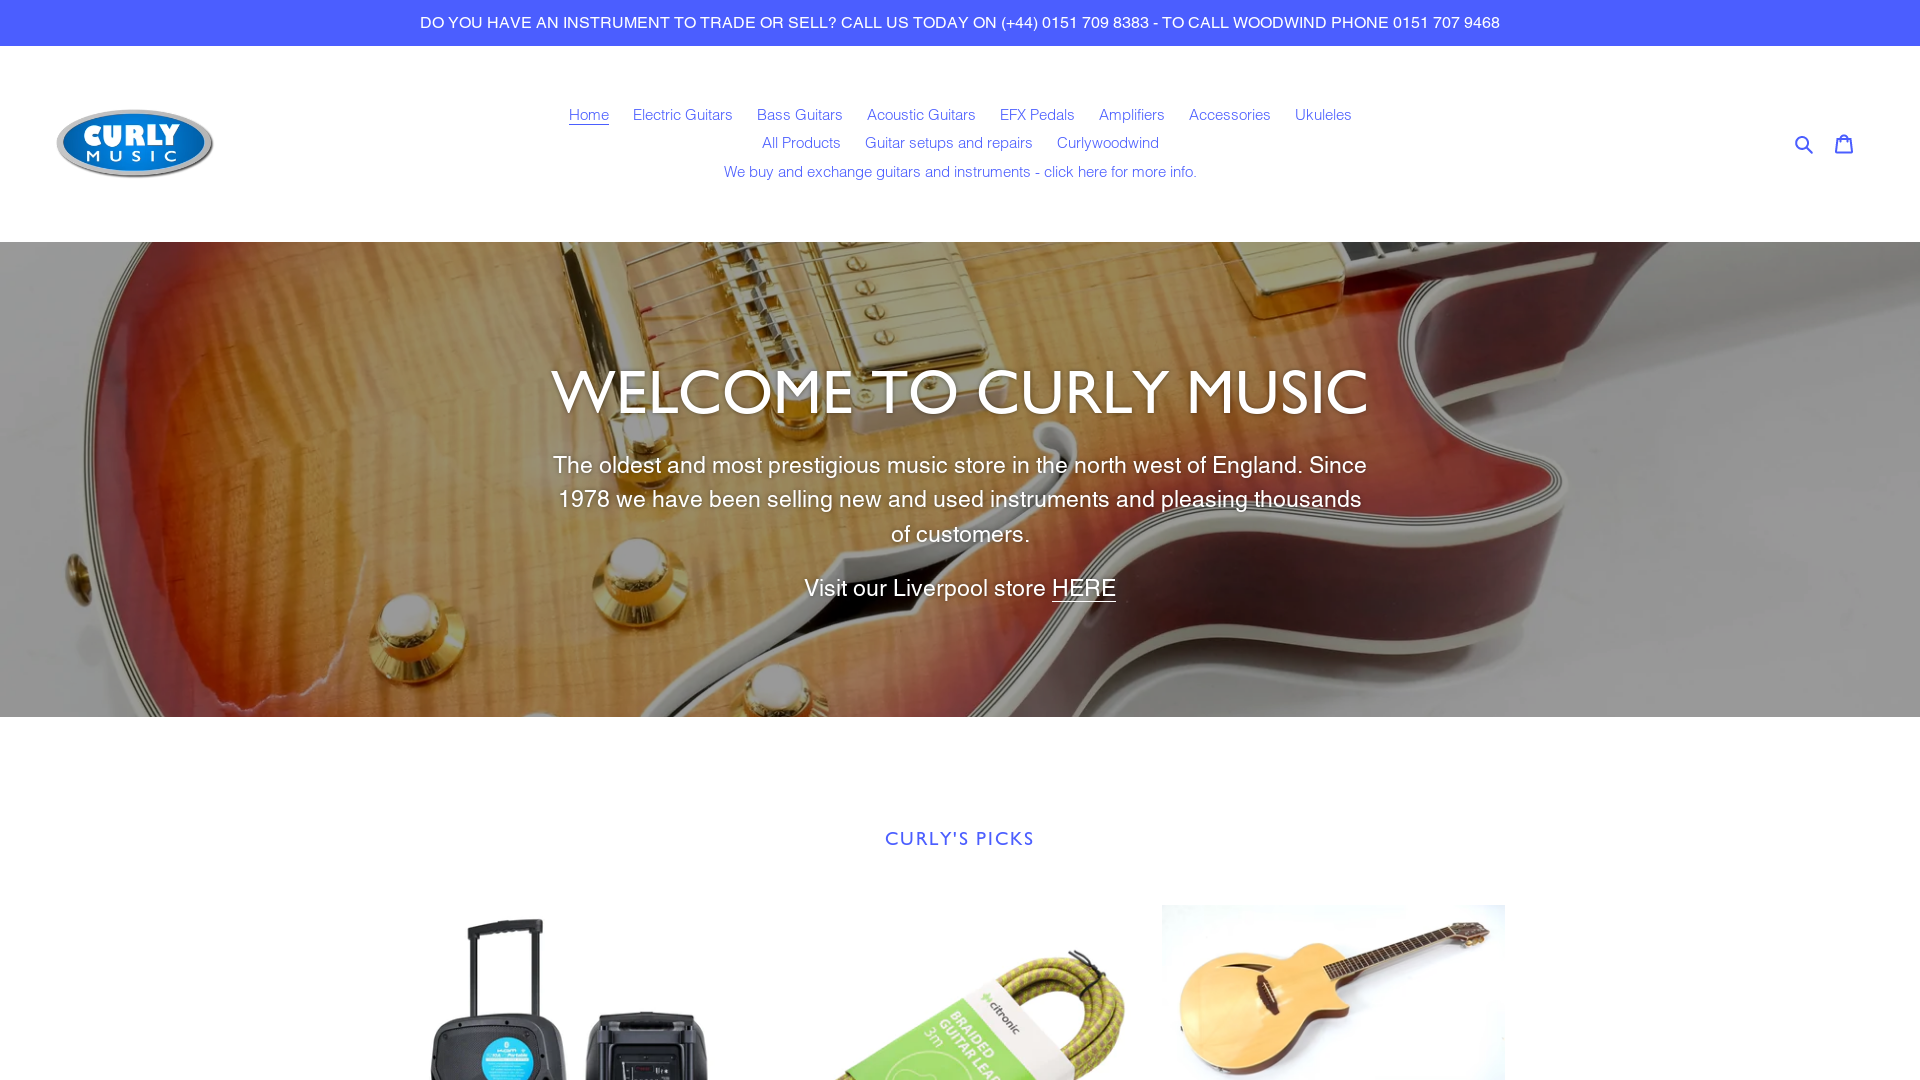 DO YOU HAVE AN INSTRUMENT TO TRADE OR SELL? CALL US TODAY ON (+44) 0151 709 8383 - TO CALL WOODWIND PHONE 0151 707 9468
CURLY
MUSIC
Home Electric Guitars Bass Guitars Acoustic Guitars EFX Pedals Amplifiers Accessories Ukuleles
All Products Guitar setups and repairs Curlywoodwind
We buy and exchange guitars and instruments - click here for more info.
WELCOME TO CURLY MUSIC
The oldest and most prestigious music store in the north west of England. Since
1978 we have been selling new and used instruments and pleasing thousands
of customers.
Visit our Liverpool store HERE
CURLY'S PICKS
citronic
BRAIDED
GUITAR LEAD
3m